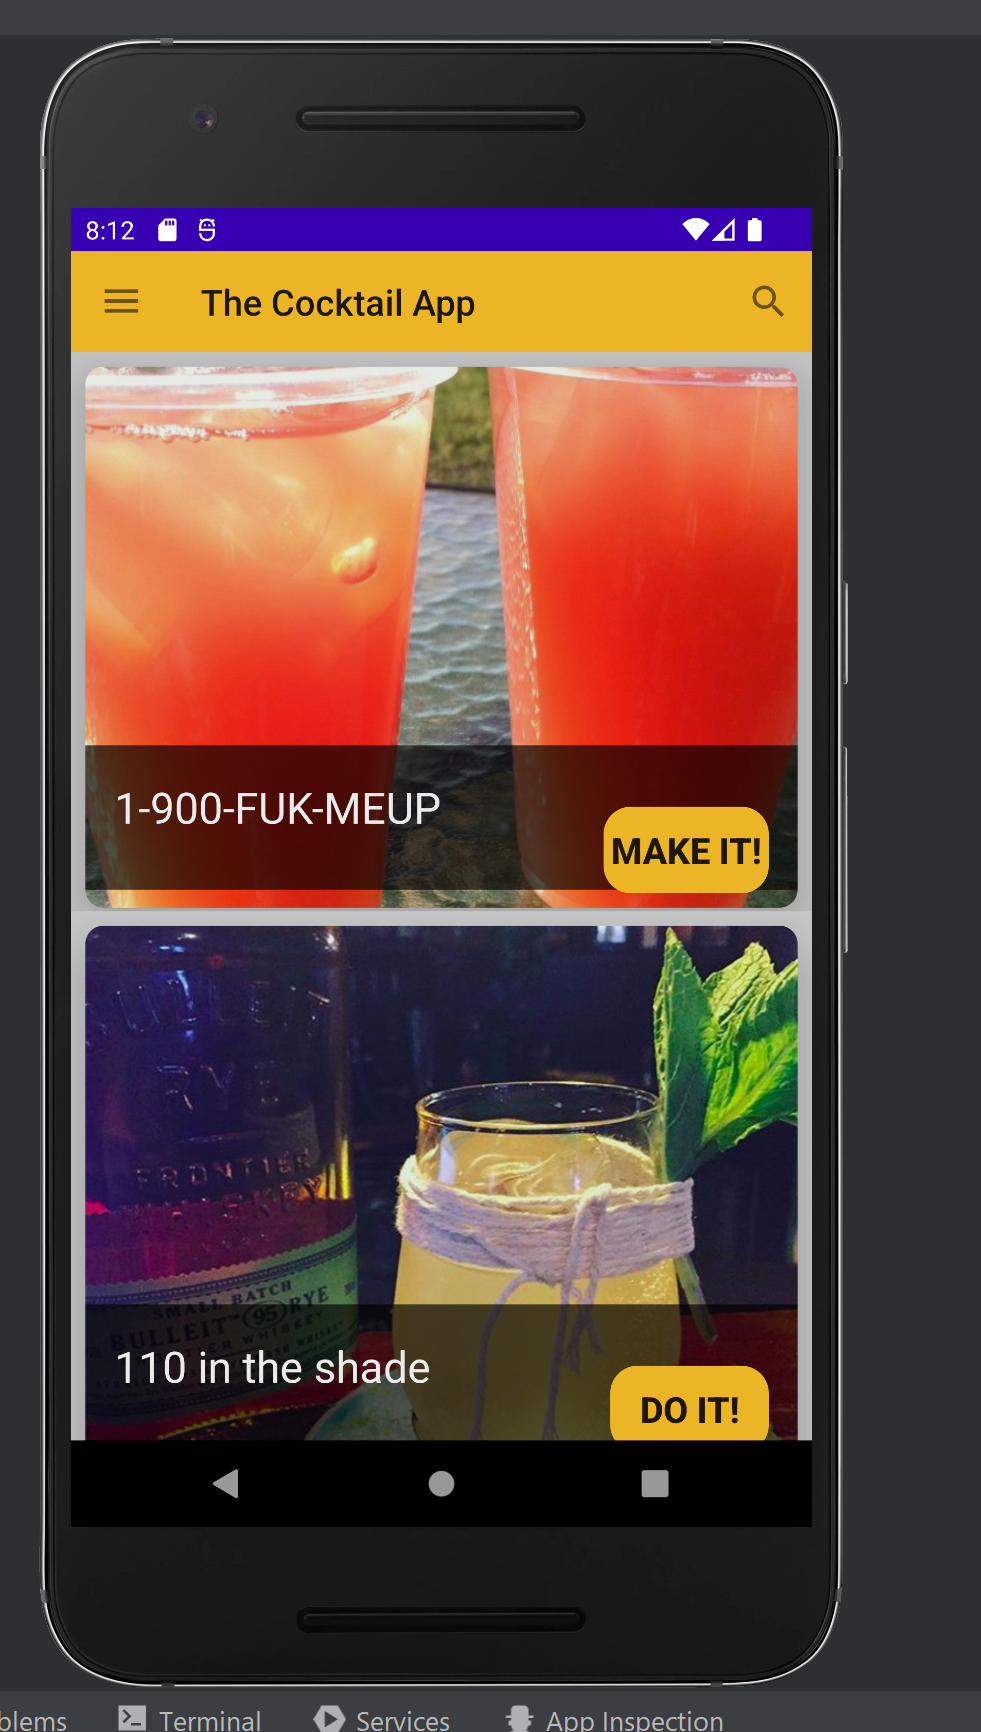 8:12
The Cocktail App
1-900-FUK-MEUP
MAKE IT!
BULLEIT
RYE
FRONTIER
WHISKEY
SMALL BATCH
BULLEIT 95 RYE
110 in the shade
DO IT!
blems
Terminal
Services
App Inspection